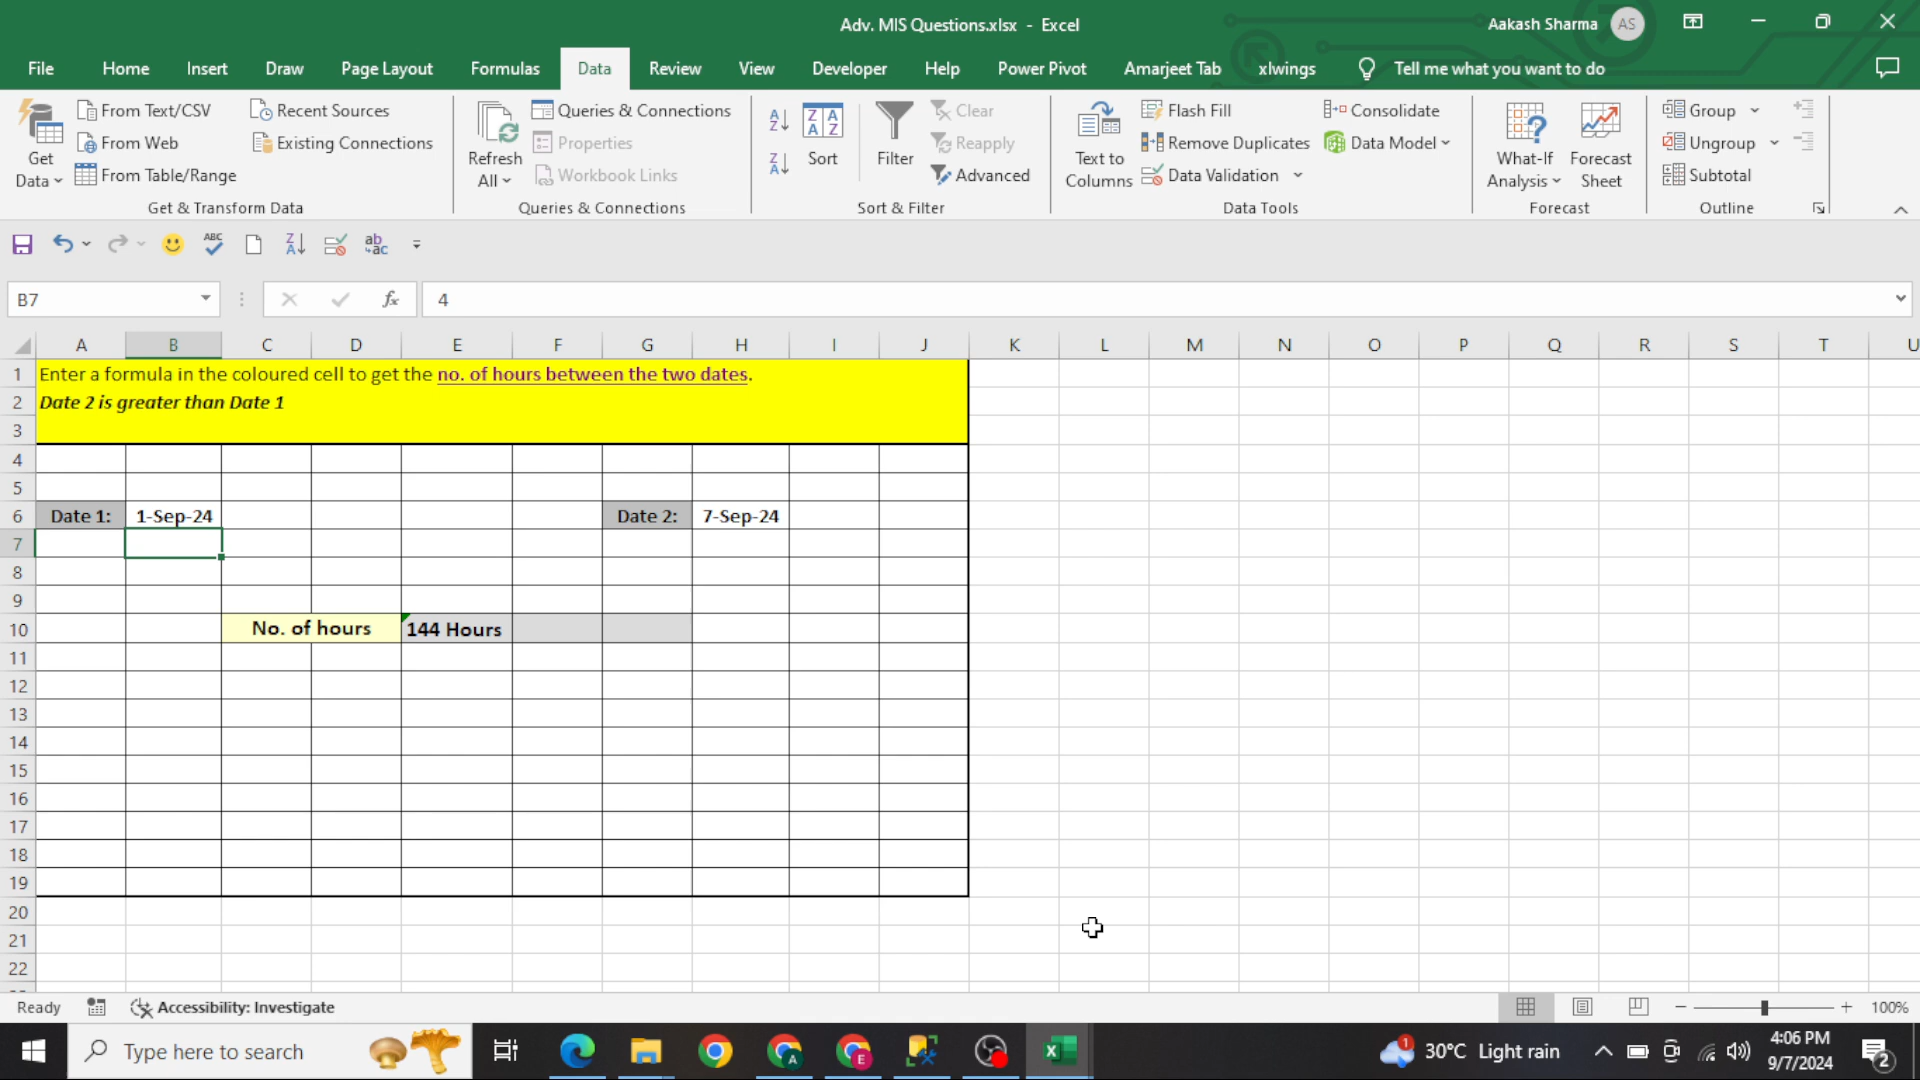 Adv. MIS Questions.xlsx - Excel
Aakash Sharma AS
File Home Insert Draw Page Layout Formulas Data Review View Developer Help Power Pivot Amarjeet Tab xlwings Tell me what you want to do
Get Data
From Text/CSV
From Web
From Table/Range
Recent Sources
Existing Connections
Get & Transform Data
Refresh All
Queries & Connections
Properties
Workbook Links
Queries & Connections
Sort
Filter
Clear
Reapply
Advanced
Sort & Filter
Text to Columns
Flash Fill
Remove Duplicates
Data Validation
Consolidate
Data Model
Data Tools
What-If Analysis
Forecast Sheet
Forecast
Group
Ungroup
Subtotal
Outline
B7 fx 4
A B C D E F G H I J K L M N O P Q R S T U
1 Enter a formula in the coloured cell to get the no. of hours between the two dates.
2 Date 2 is greater than Date 1
3
4
5
6 Date 1: 1-Sep-24 Date 2: 7-Sep-24
7
8
9
10 No. of hours 144 Hours
11
12
13
14
15
16
17
18
19
20
21
22
Ready Accessibility: Investigate 100%
Type here to search
30°C Light rain
4:06 PM
9/7/2024
2